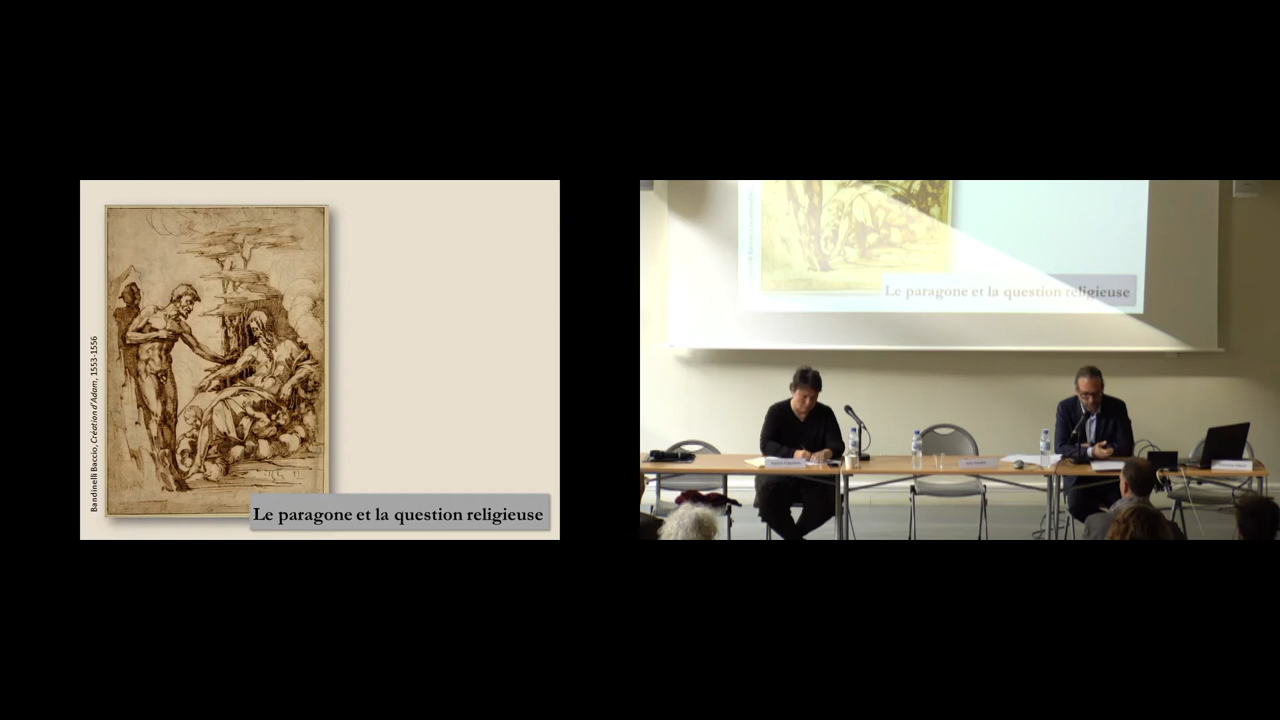 Bandinelli Baccio, Création d'Adam, 1553-1556
Le paragone et la question religieuse
Le paragone et la question religieuse